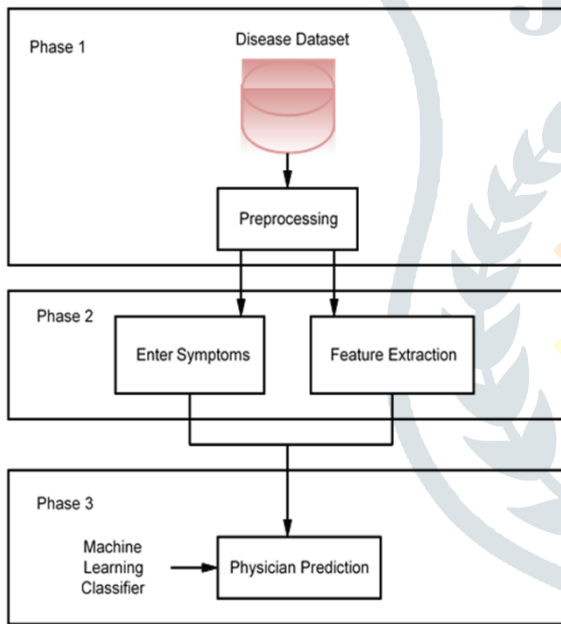 Disease Dataset
Phase 1
Preprocessing
Phase 2
Enter Symptoms
Feature Extraction
Phase 3
Machine
Learning
Classifier
Physician Prediction